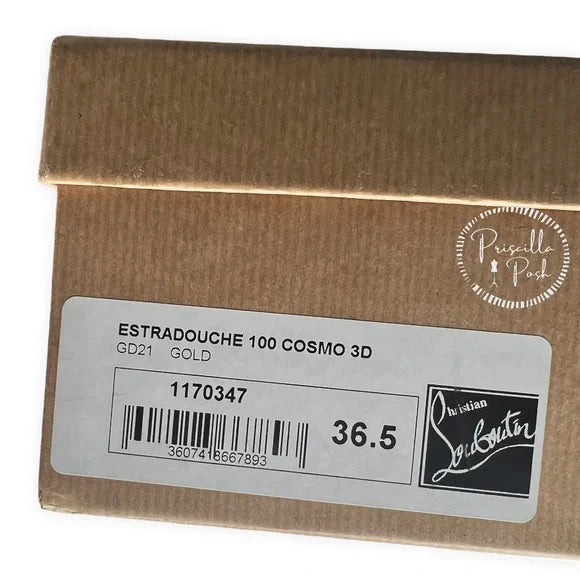 Priscilla
Posh
ESTRADOUCHE 100 COSMO 3D
GD21 GOLD
1170347
36.5
3607418667893
Christian
Louboutin